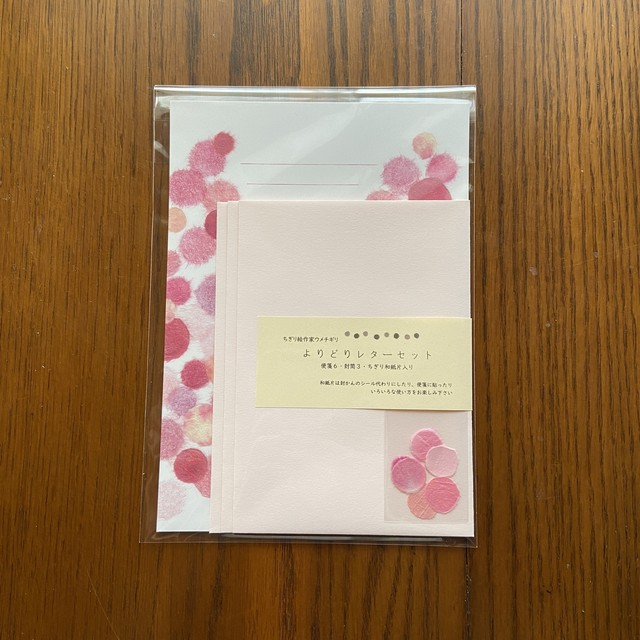 ちぎり絵作家ウメチギリ
よりどりレターセット
便箋6・封筒3・ちぎり和紙片入り
和紙片は封かんのシール代わりにしたり、便箋に貼ったり
いろいろな使い方をお楽しみ下さい